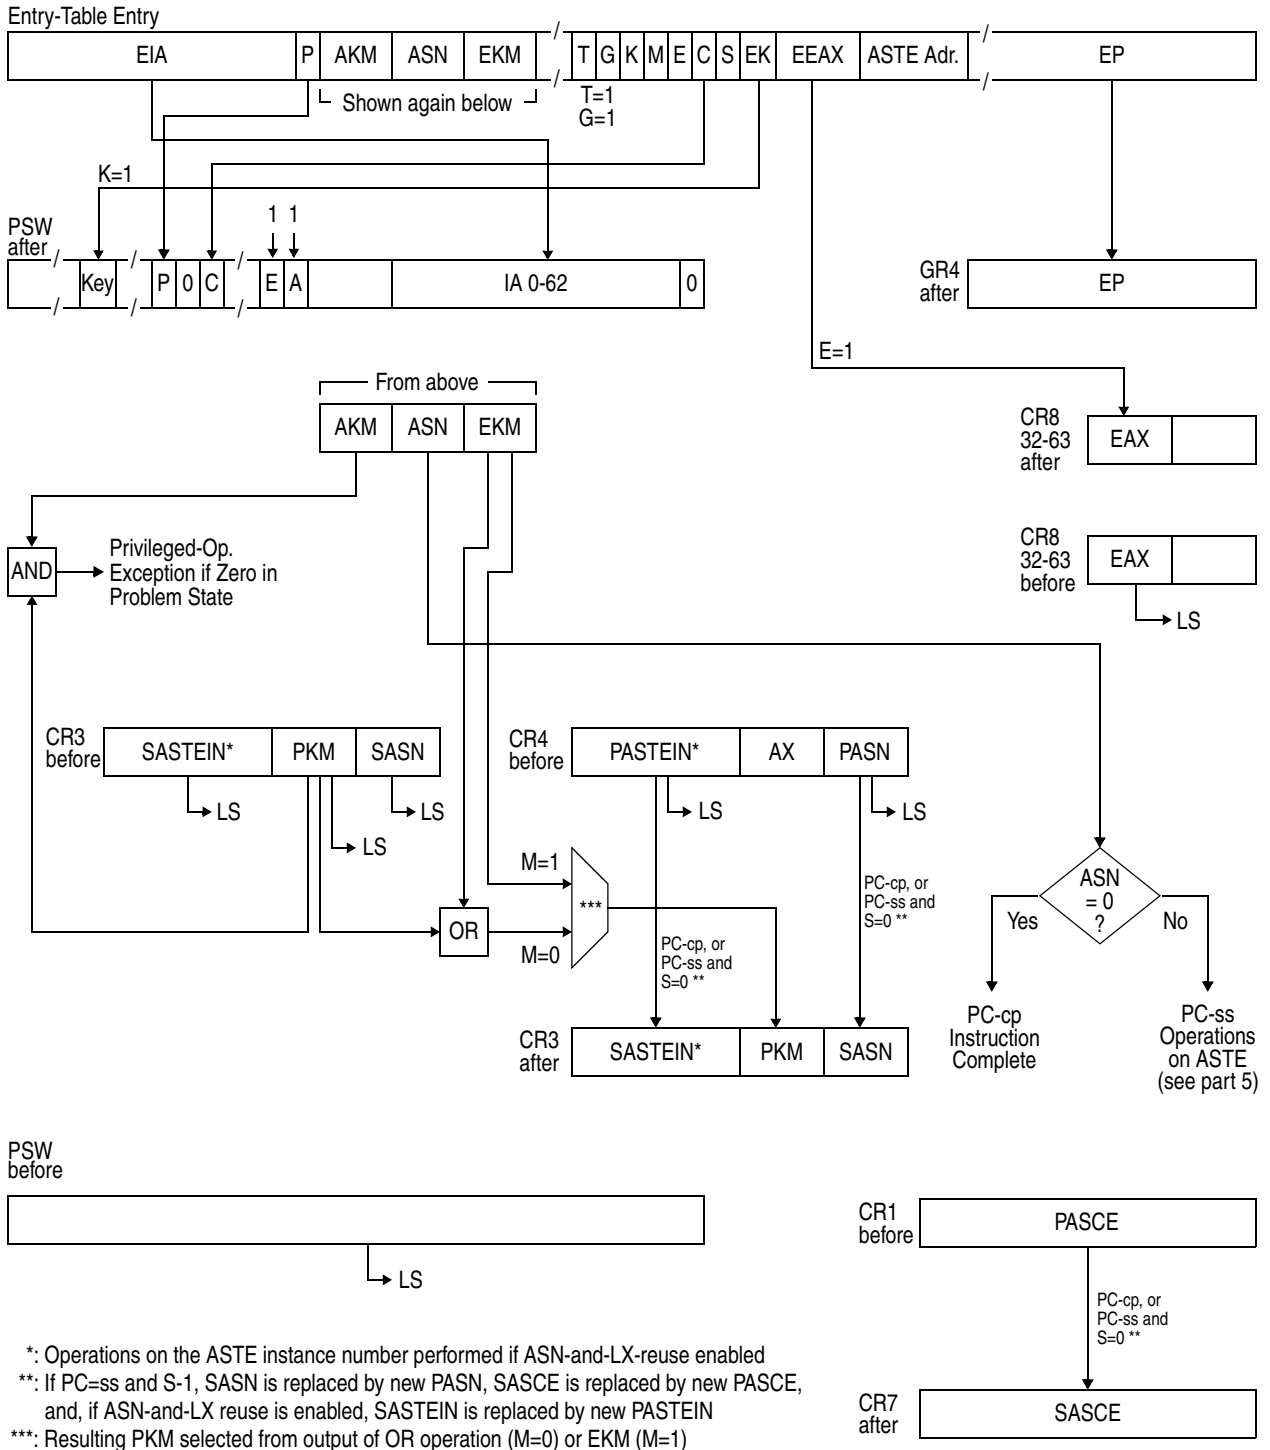 Entry-Table Entry
EIA P AKM ASN EKM T G K M E C S EK EEAX ASTE Adr. EP
Shown again below
T=1
G=1
K=1
PSW
after
1 1
Key P 0 C E A IA 0-62 0
GR4
after
EP
E=1
From above
AKM ASN EKM
CR8
32-63
after
EAX
AND
Privileged-Op.
Exception if Zero in
Problem State
CR8
32-63
before
EAX
LS
CR3
before
SASTEIN* PKM SASN
LS
LS
LS
CR4
before
PASTEIN* AX PASN
LS
LS
M=1
***
OR
M=0
PC-cp, or
PC-ss and
S=0 **
PC-cp, or
PC-ss and
S=0 **
ASN
= 0
?
Yes
No
CR3
after
SASTEIN* PKM SASN
PC-cp
Instruction
Complete
PC-ss
Operations
on ASTE
(see part 5)
PSW
before
LS
CR1
before
PASCE
PC-cp, or
PC-ss and
S=0 **
CR7
after
SASCE
*: Operations on the ASTE instance number performed if ASN-and-LX-reuse enabled
**: If PC=ss and S-1, SASN is replaced by new PASN, SASCE is replaced by new PASCE,
and, if ASN-and-LX reuse is enabled, SASTEIN is replaced by new PASTEIN
***: Resulting PKM selected from output of OR operation (M=0) or EKM (M=1)